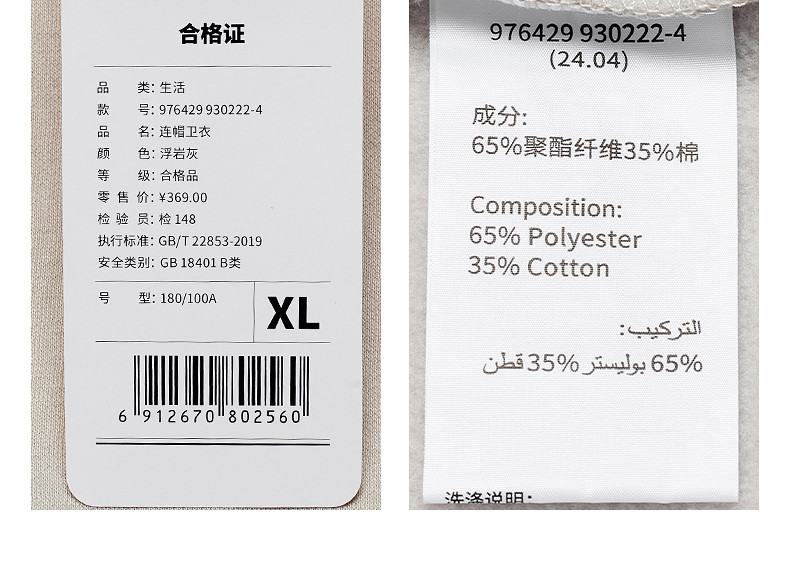 合格证
品 类: 生活
款 号: 976429 930222-4
品 名: 连帽卫衣
颜 色: 浮岩灰
等 级: 合格品
零 售 价: ¥369.00
检 验 员: 检 148
执行标准: GB/T 22853-2019
安全类别: GB 18401 B类
号 型: 180/100A
XL
6 912670 802560
976429 930222-4
(24.04)
成分:
65%聚酯纤维35%棉
Composition:
65% Polyester
35% Cotton
التركيب:
65% بوليستر 35% قطن
洗涤说明: